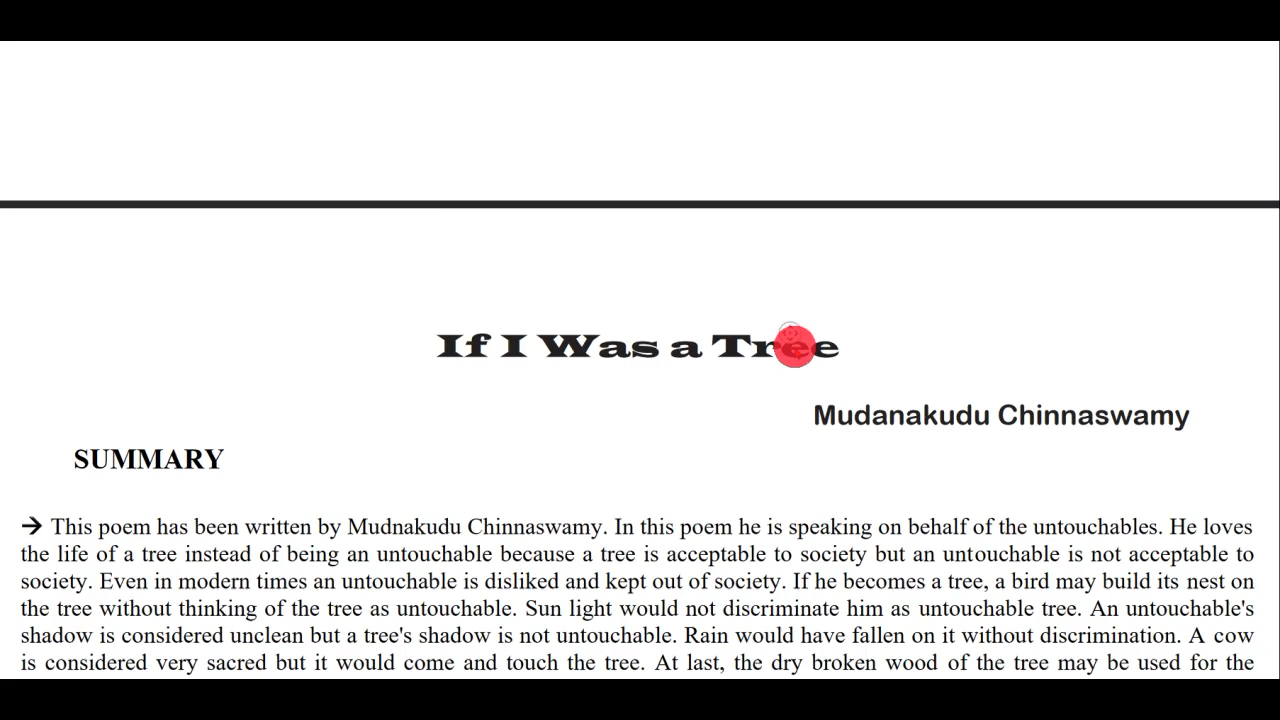 If I Was a Tree
Mudanakudu Chinnaswamy
SUMMARY
→ This poem has been written by Mudnakudu Chinnaswamy. In this poem he is speaking on behalf of the untouchables. He loves
the life of a tree instead of being an untouchable because a tree is acceptable to society but an untouchable is not acceptable to
society. Even in modern times an untouchable is disliked and kept out of society. If he becomes a tree, a bird may build its nest on
the tree without thinking of the tree as untouchable. Sun light would not discriminate him as untouchable tree. An untouchable's
shadow is considered unclean but a tree's shadow is not untouchable. Rain would have fallen on it without discrimination. A cow
is considered very sacred but it would come and touch the tree. At last, the dry broken wood of the tree may be used for the